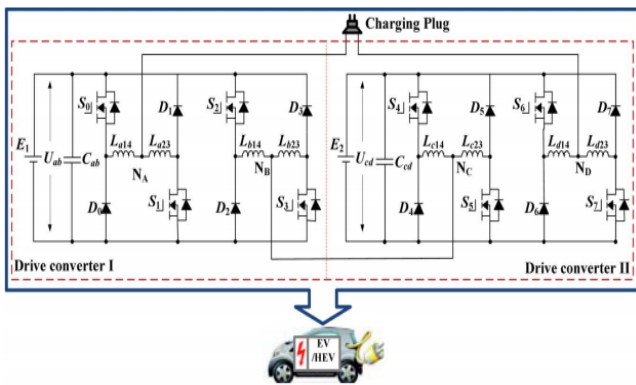 Charging Plug
S0 D1 S2 D3 S4 D5 S6 D7
E1 Uab Cab La14 La23 Lb14 Lb23 E2 Ucd Ccd Lc14 Lc23 Ld14 Ld23
NA NB NC ND
D0 S1 D2 S3 D4 S5 D6 S7
Drive converter I Drive converter II
EV
/HEV